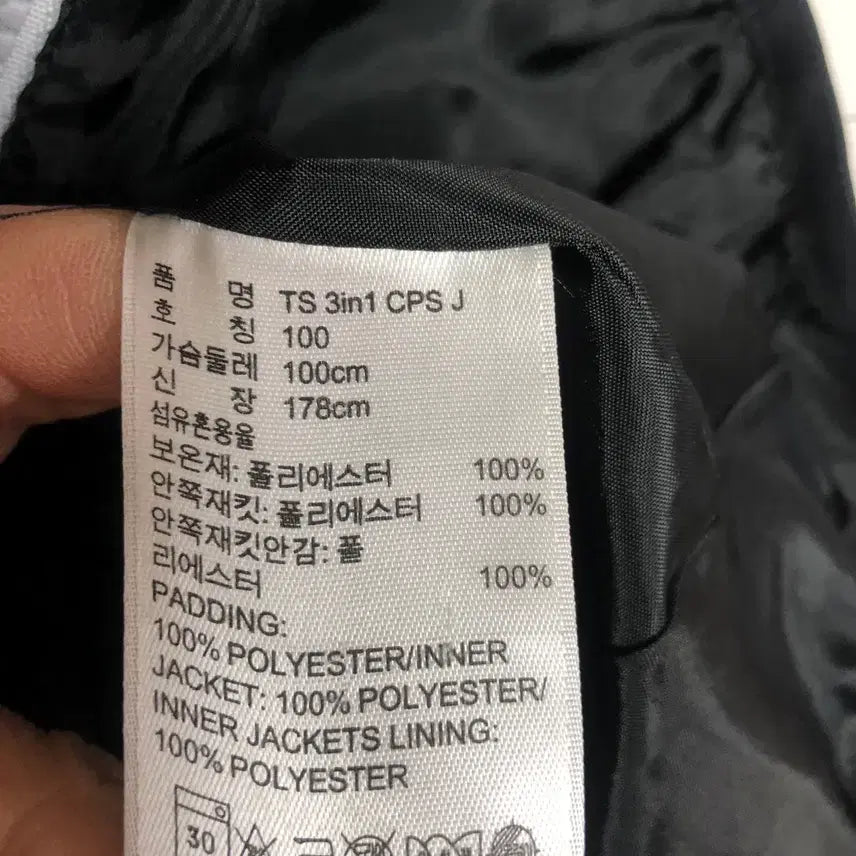 품 명 TS 3in1 CPS J
호 칭 100
가슴둘레 100cm
신 장 178cm
섬유혼용율
보온재: 폴리에스터 100%
안쪽재킷: 폴리에스터 100%
안쪽재킷안감: 폴
리에스터 100%
PADDING:
100% POLYESTER/INNER
JACKET: 100% POLYESTER/
INNER JACKETS LINING:
100% POLYESTER
30